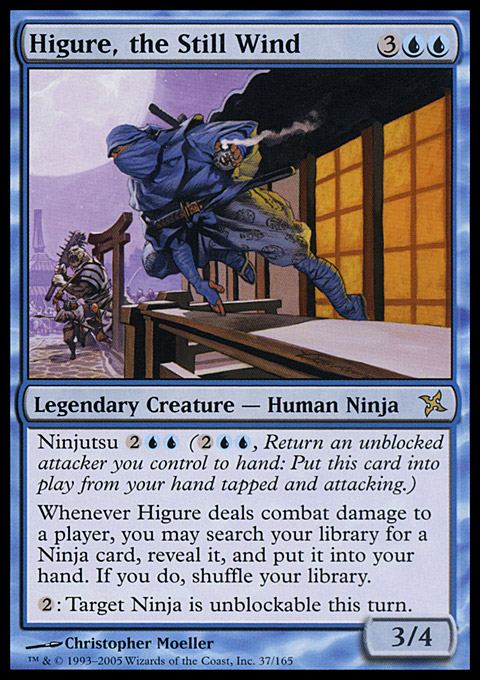 Higure, the Still Wind 3
Legendary Creature — Human Ninja
Ninjutsu 2 (2, Return an unblocked
attacker you control to hand: Put this card into
play from your hand tapped and attacking.)
Whenever Higure deals combat damage to
a player, you may search your library for a
Ninja card, reveal it, and put it into your
hand. If you do, shuffle your library.
2: Target Ninja is unblockable this turn.
Christopher Moeller
3/4
™ & © 1993–2005 Wizards of the Coast, Inc. 37/165